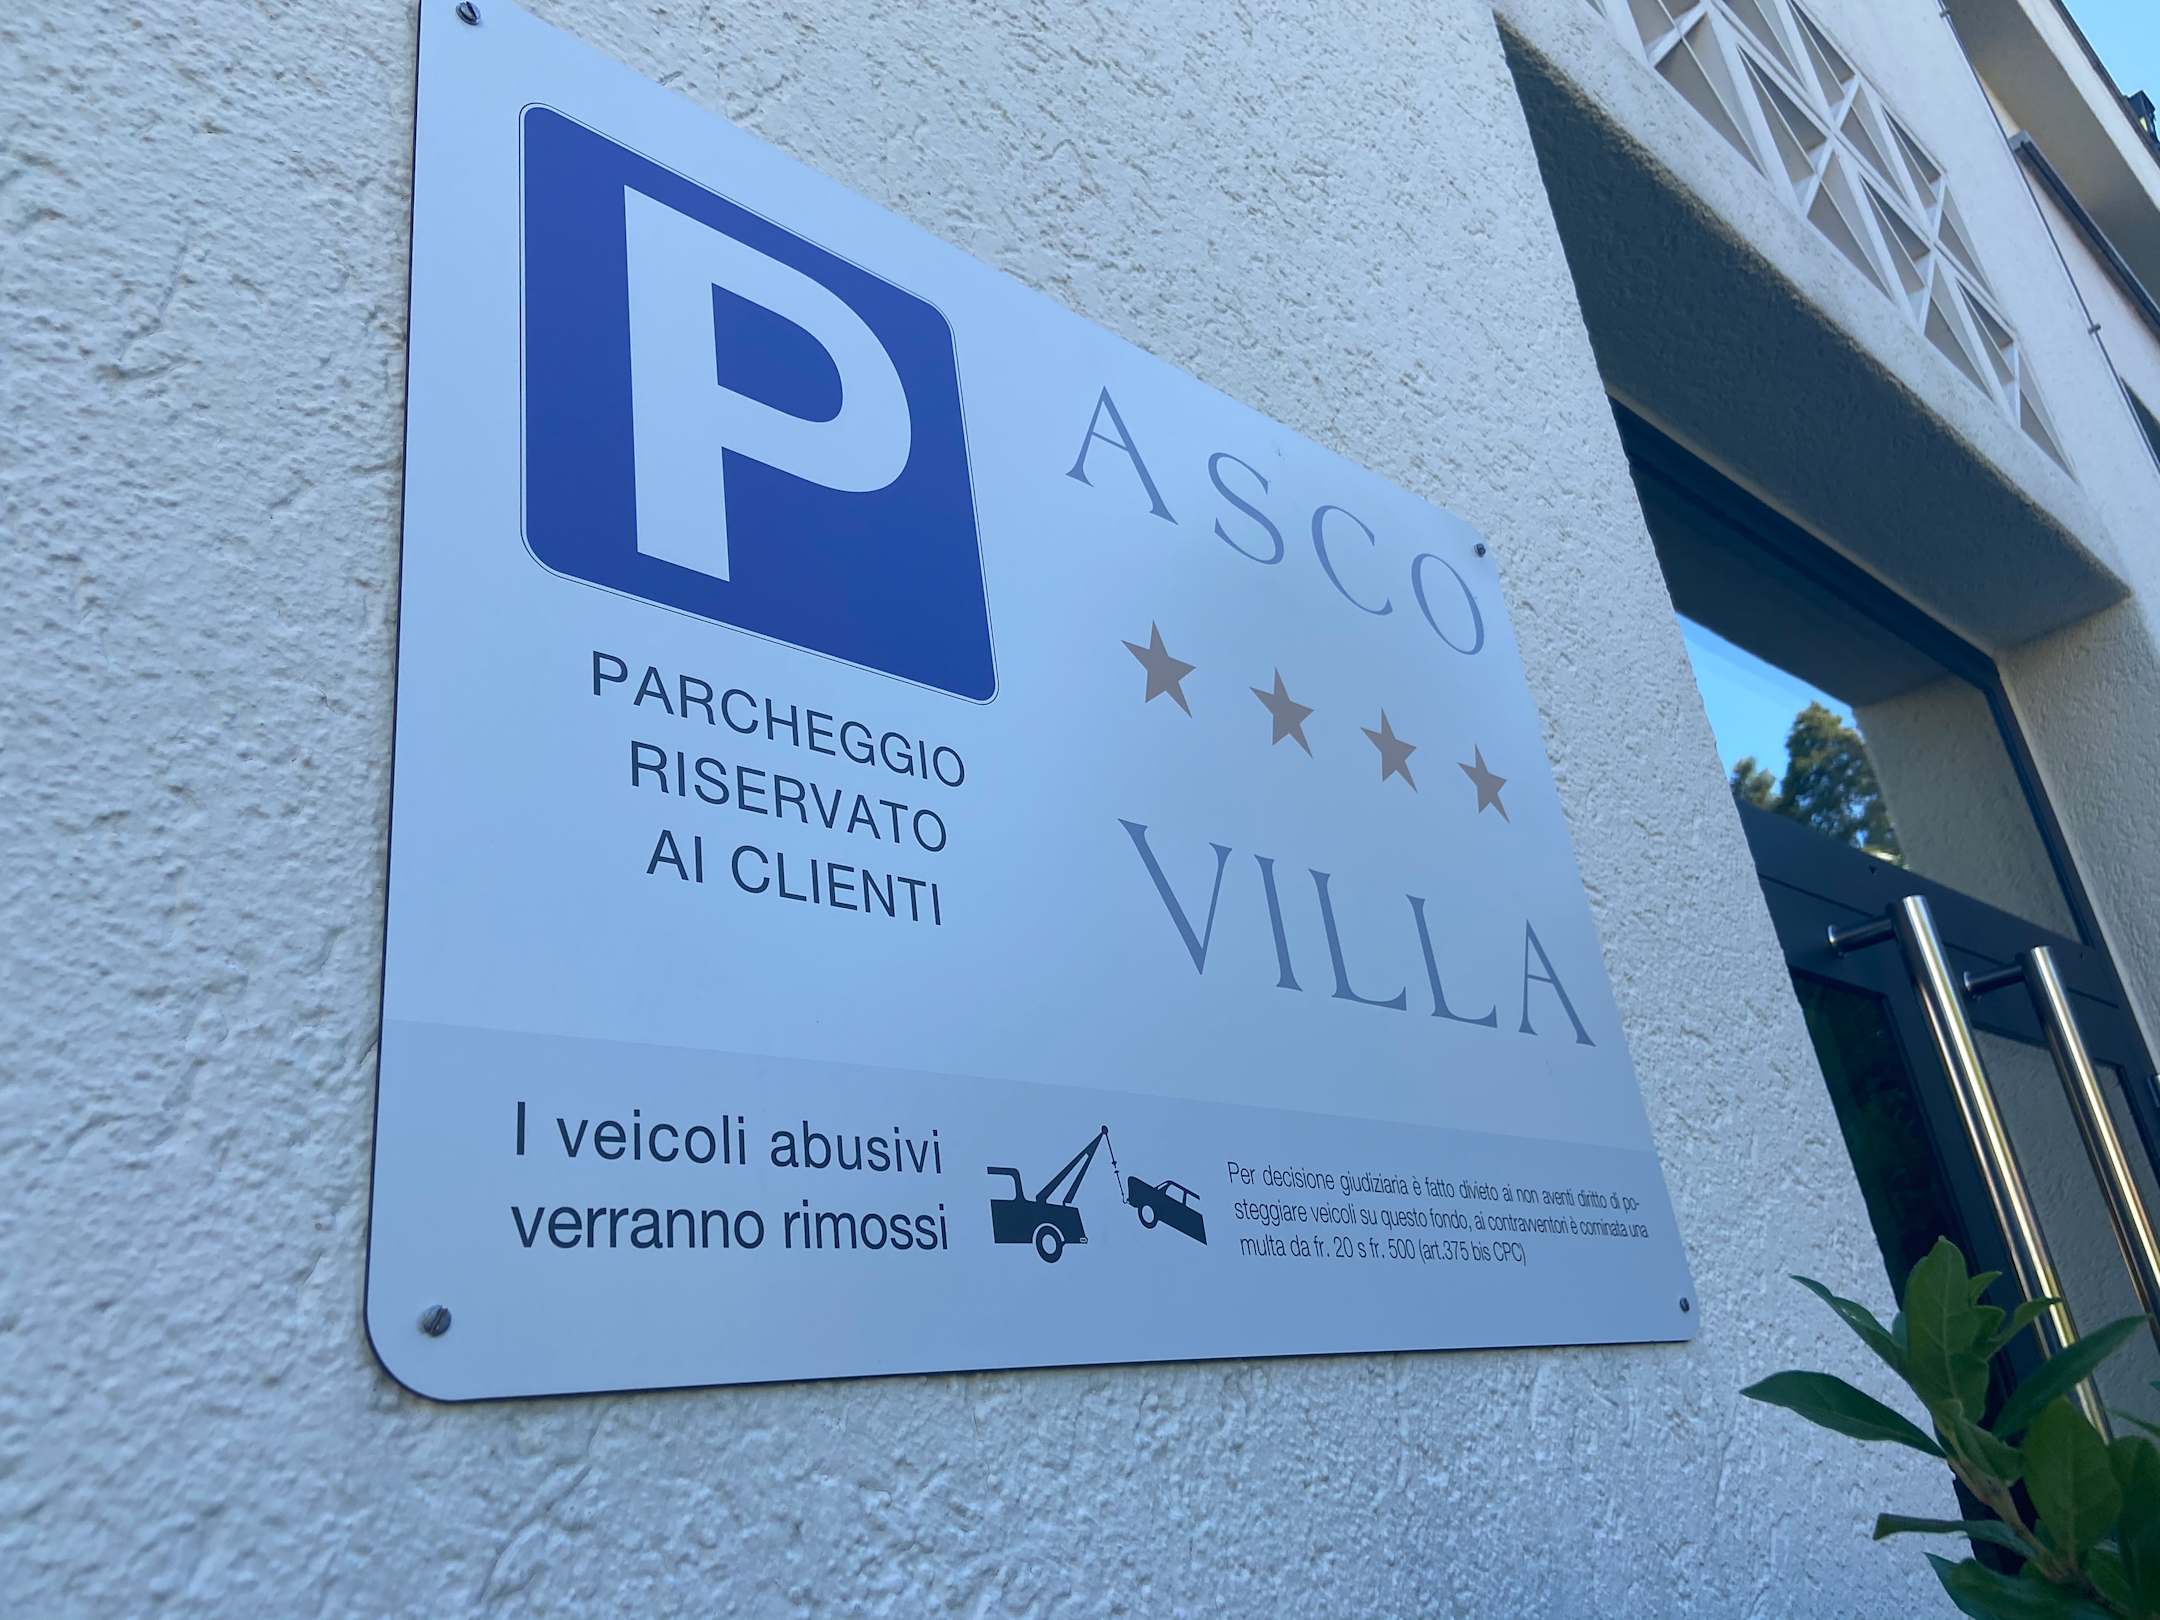 P
PARCHEGGIO
RISERVATO
AI CLIENTI
ASCO
VILLA
I veicoli abusivi
verranno rimossi
Per decisione giudiziaria è fatto divieto ai non aventi diritto di po-
steggiare veicoli su questo fondo, ai contravventori è cominata una
multa da fr. 20 s fr. 500 (art.375 bis CPC)